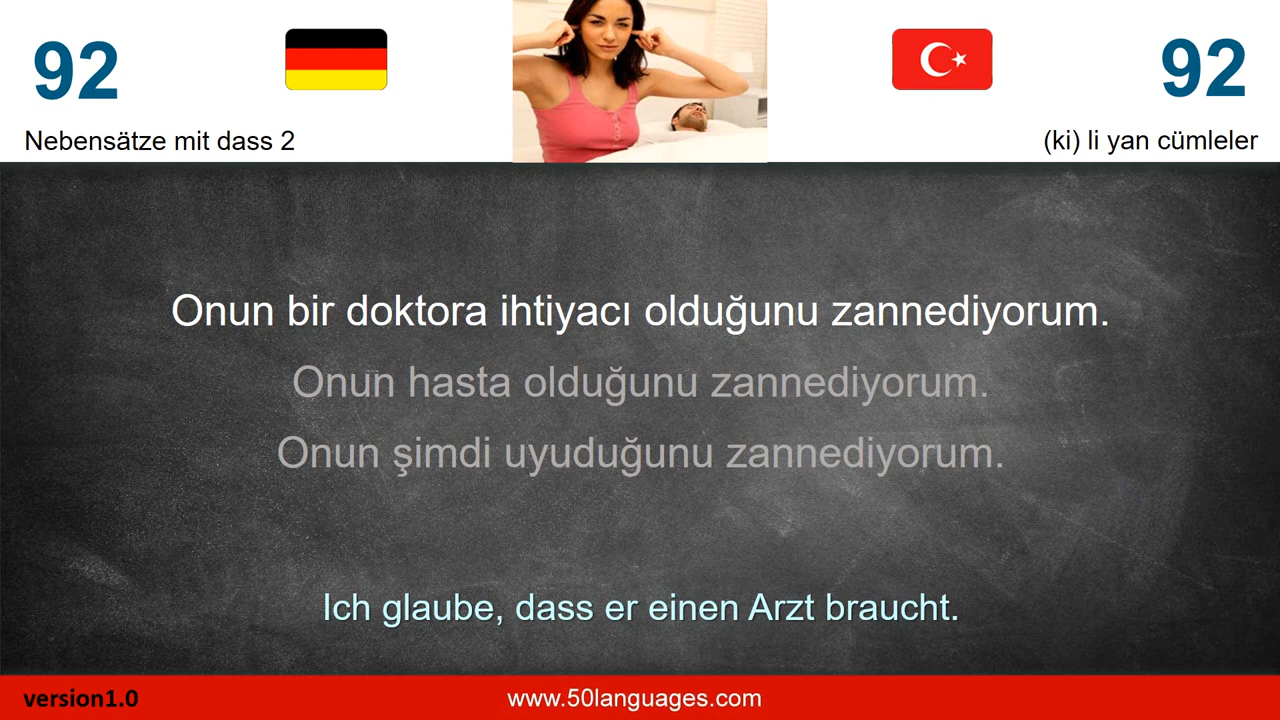 92
92
Nebensätze mit dass 2
(ki) li yan cümleler
Onun bir doktora ihtiyacı olduğunu zannediyorum.
Onun hasta olduğunu zannediyorum.
Onun şimdi uyuduğunu zannediyorum.
Ich glaube, dass er einen Arzt braucht.
version1.0
www.50languages.com